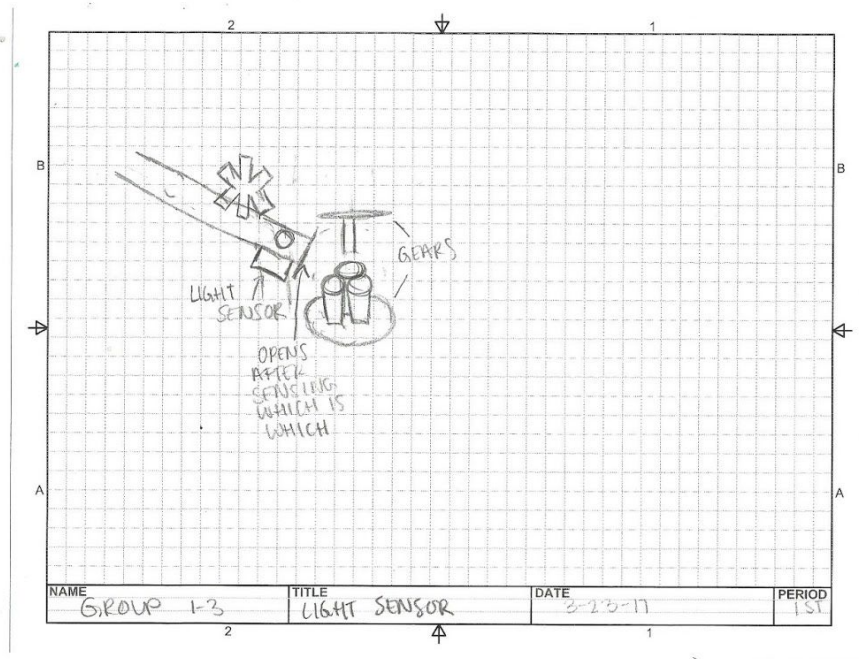 2 1
B B
GEARS
LIGHT
SENSOR
OPENS
AFTER
SENSING
WHICH IS
WHICH
A A
NAME GROUP 1-3 TITLE LIGHT SENSOR DATE 3-23-17 PERIOD 1ST
2 1